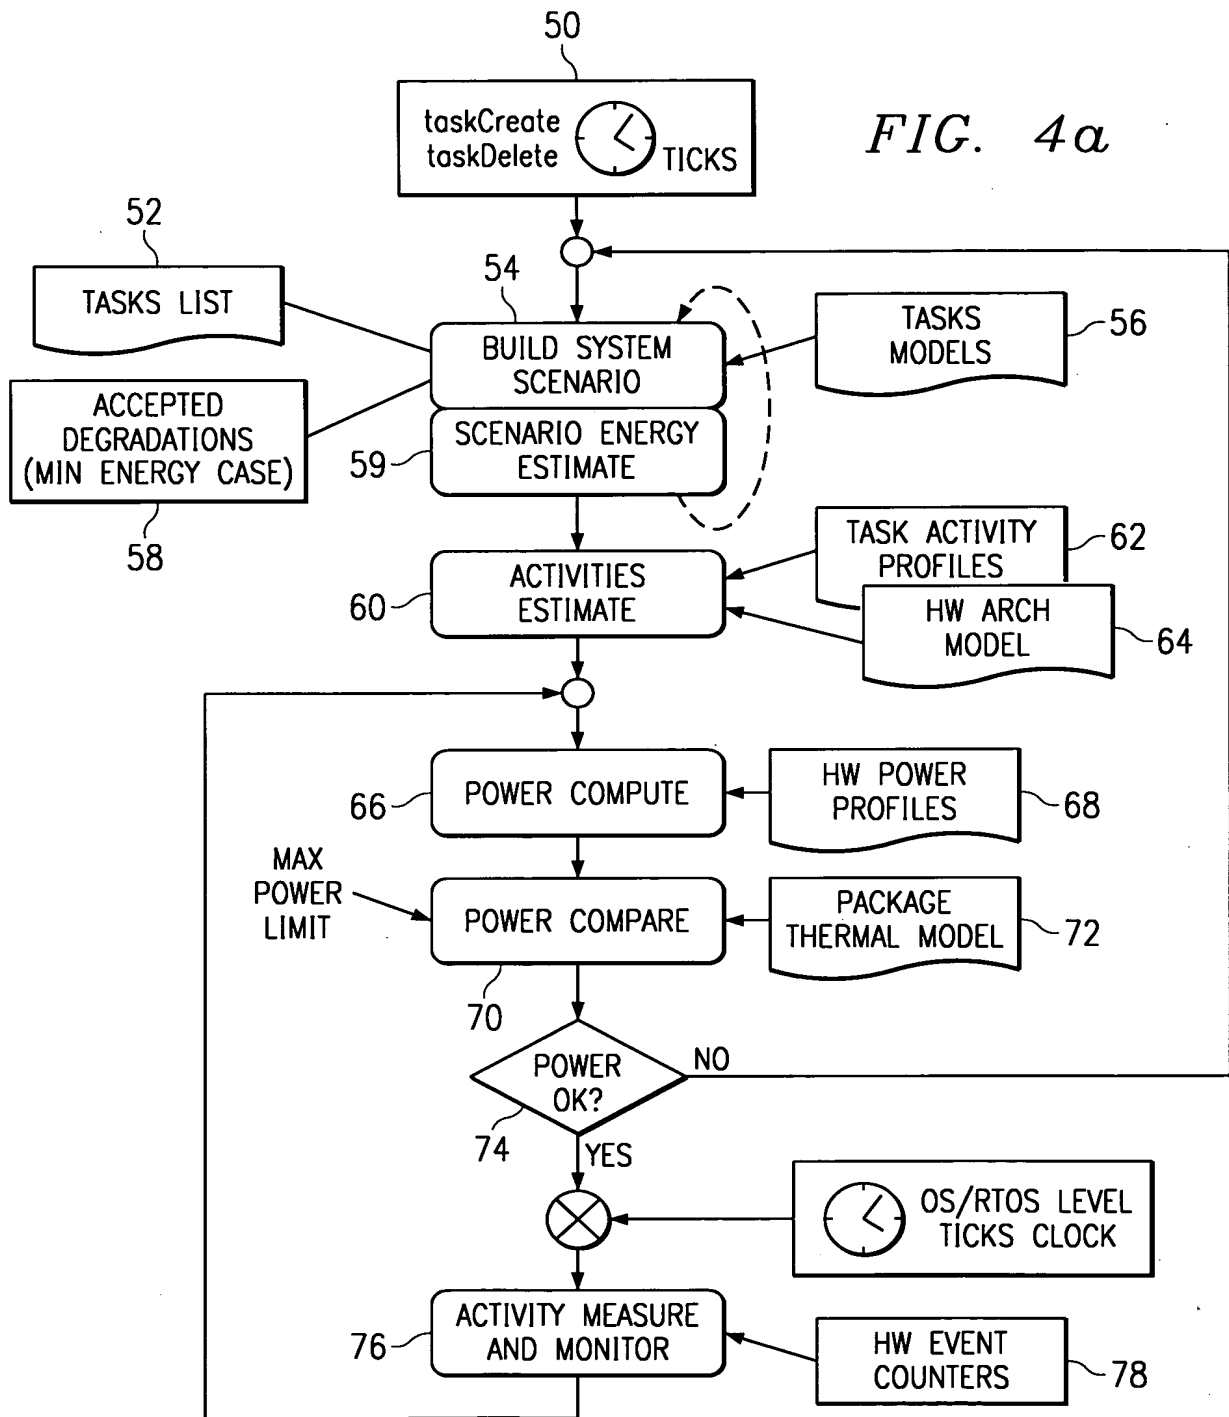 50
taskCreate
taskDelete
TICKS
FIG. 4a
52
TASKS LIST
54
BUILD SYSTEM
SCENARIO
TASKS
MODELS
56
ACCEPTED
DEGRADATIONS
(MIN ENERGY CASE)
58
59
SCENARIO ENERGY
ESTIMATE
60
ACTIVITIES
ESTIMATE
TASK ACTIVITY
PROFILES
62
HW ARCH
MODEL
64
66
POWER COMPUTE
HW POWER
PROFILES
68
MAX
POWER
LIMIT
POWER COMPARE
70
PACKAGE
THERMAL MODEL
72
POWER
OK?
74
NO
YES
OS/RTOS LEVEL
TICKS CLOCK
76
ACTIVITY MEASURE
AND MONITOR
HW EVENT
COUNTERS
78